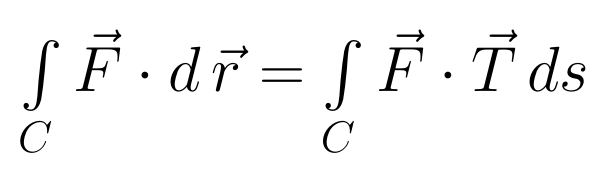 ∫_C F⃗ · d r⃗ = ∫_C F⃗ · T⃗ ds